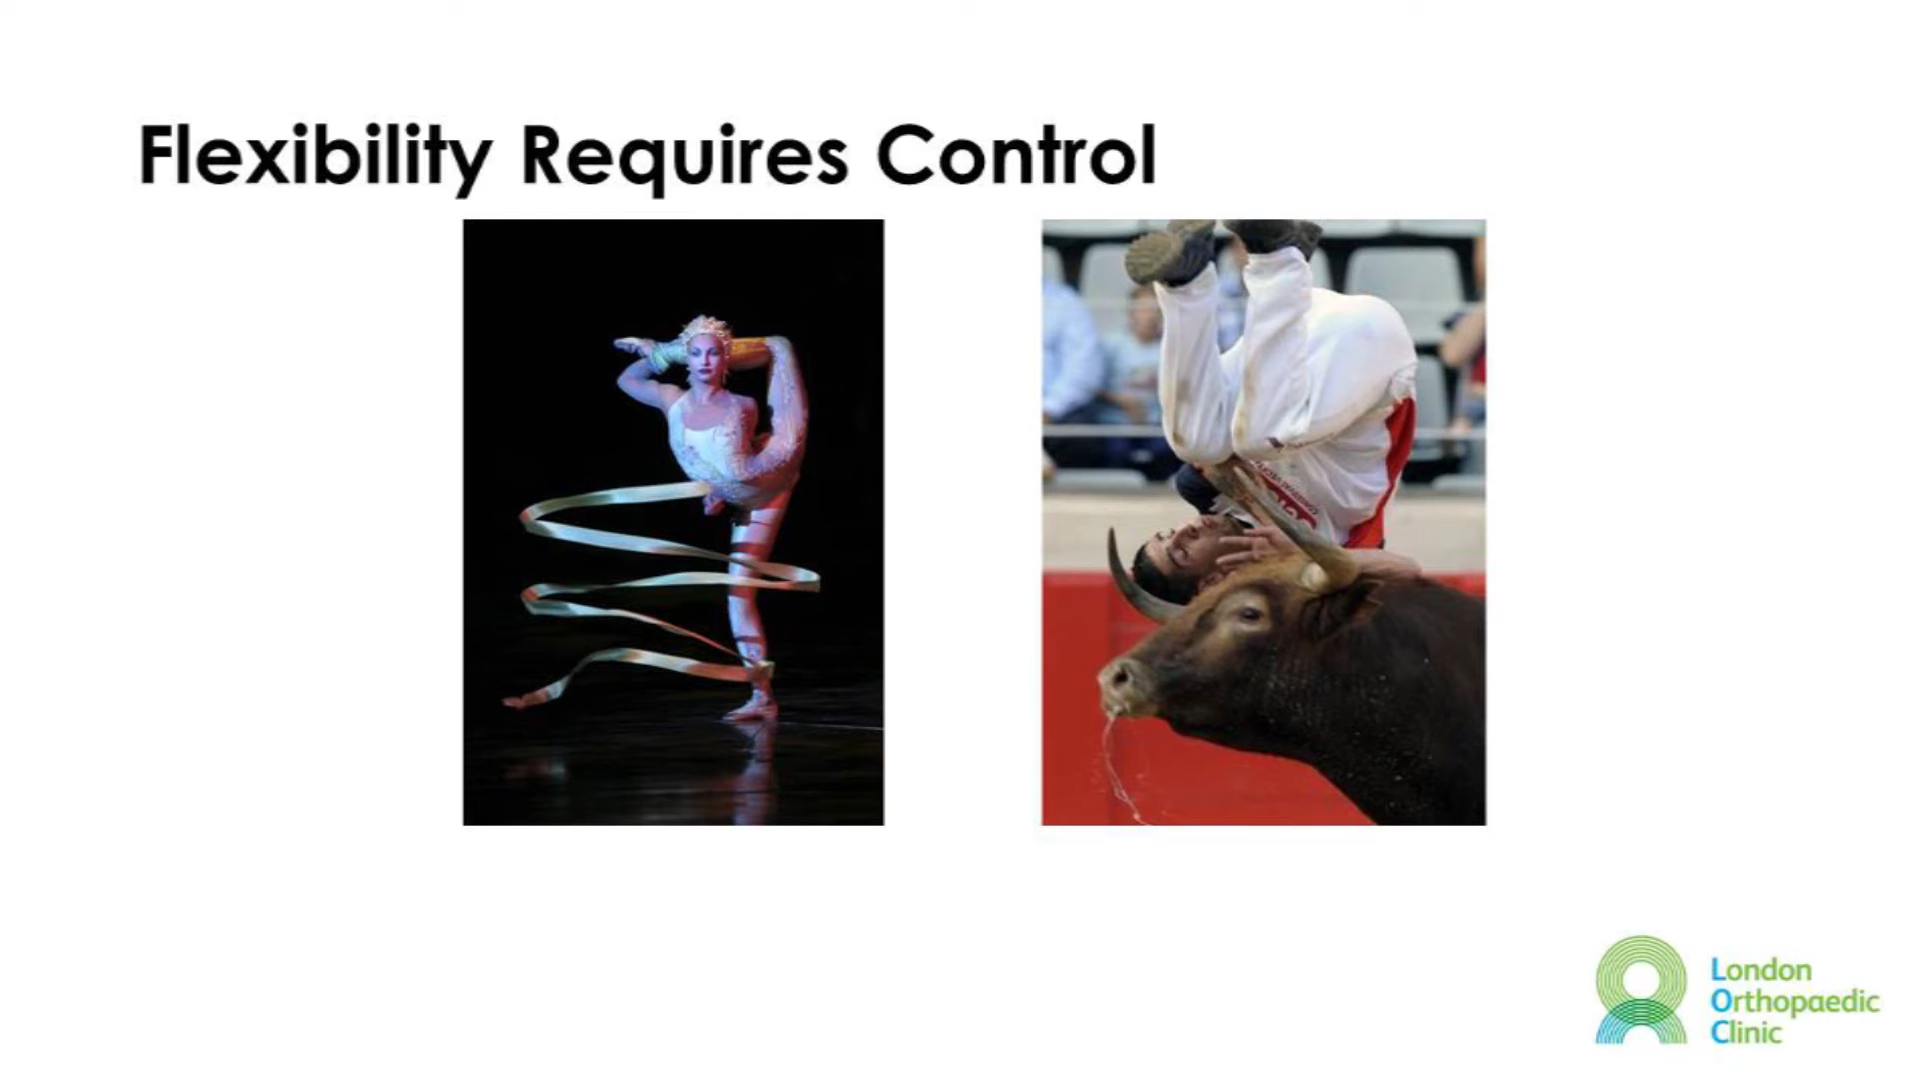 Flexibility Requires Control
London
Orthopaedic
Clinic